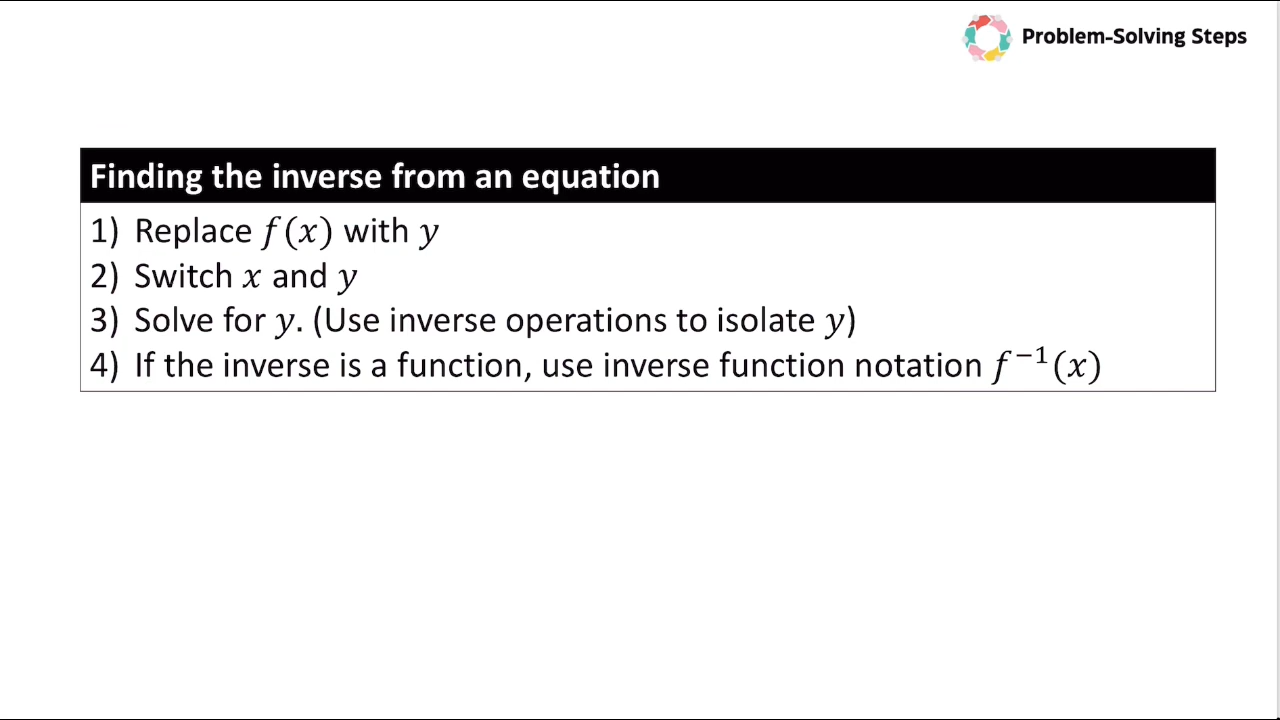 Problem-Solving Steps
Finding the inverse from an equation
1) Replace f(x) with y
2) Switch x and y
3) Solve for y. (Use inverse operations to isolate y)
4) If the inverse is a function, use inverse function notation f⁻¹(x)